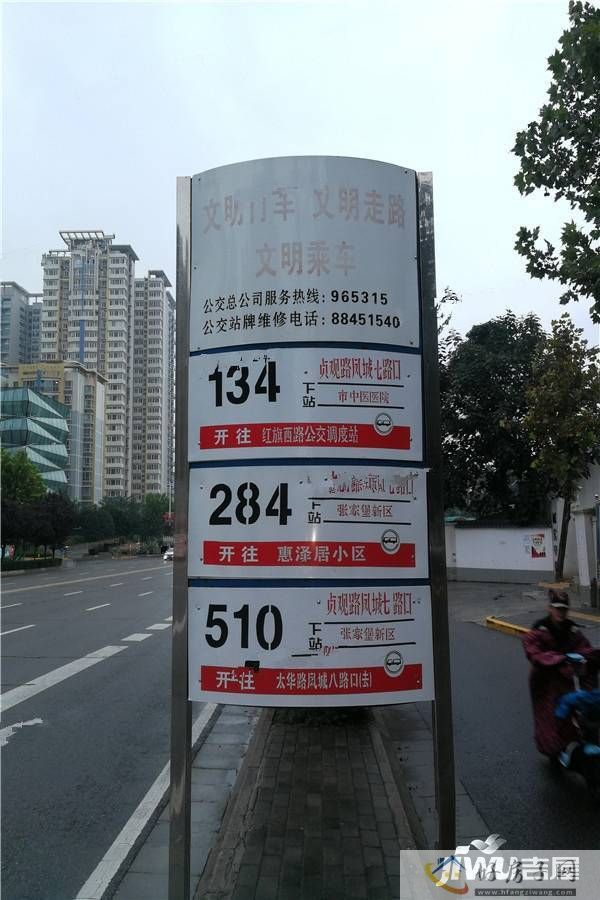 文明行车 文明走路
文明乘车
公交总公司服务热线：965315
公交站牌维修电话：88451540
134
下站
贞观路凤城七路口
市中医医院
开往 红旗西路公交调度站
284
下站
张家堡新区
开往 惠泽居小区
510
下站
贞观路凤城七路口
张家堡新区
开往 太华路凤城八路口(去)
www.hfangziwang.com